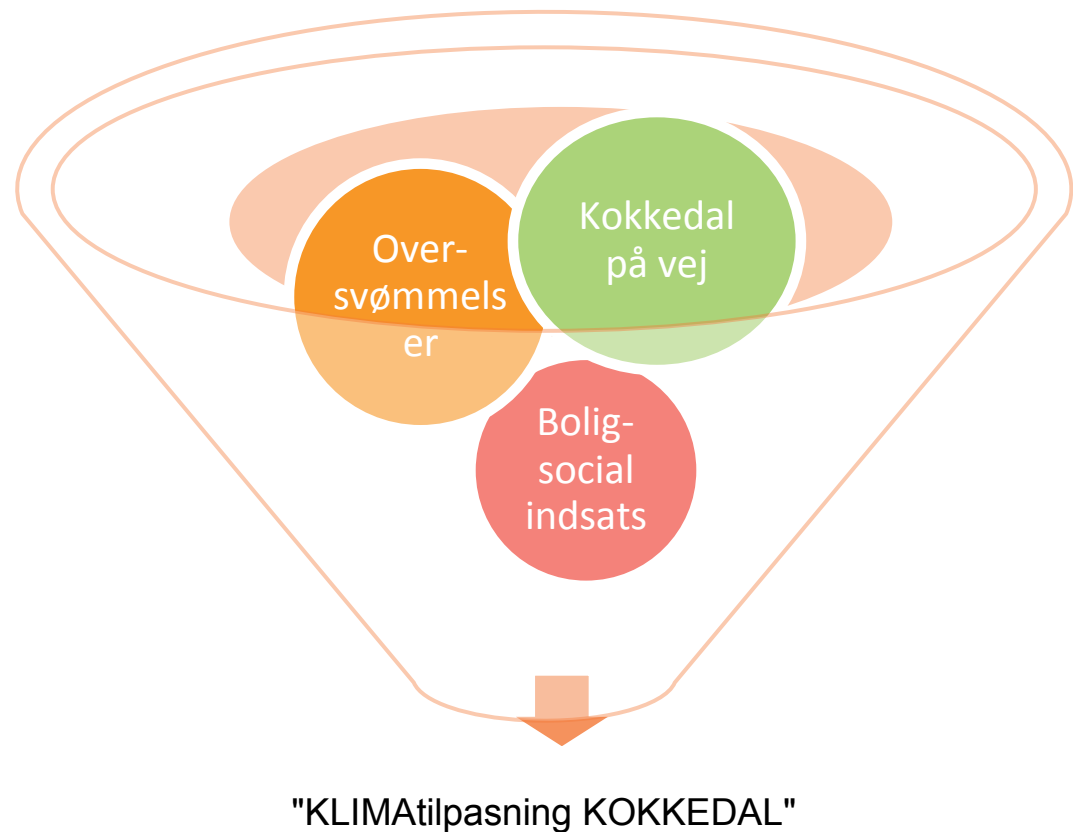 Kokkedal
på vej
Over-
svømmels
er
Bolig-
social
indsats
"KLIMAtilpasning KOKKEDAL"